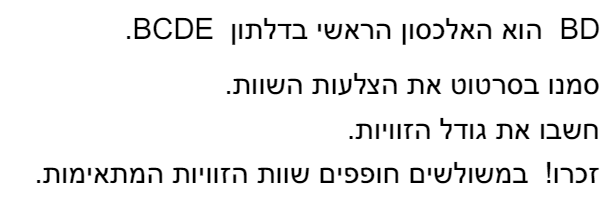 BD הוא האלכסון הראשי בדלתון BCDE.
סמנו בסרטוט את הצלעות השוות.
חשבו את גודל הזוויות.
זכרו! במשולשים חופפים שוות הזוויות המתאימות.